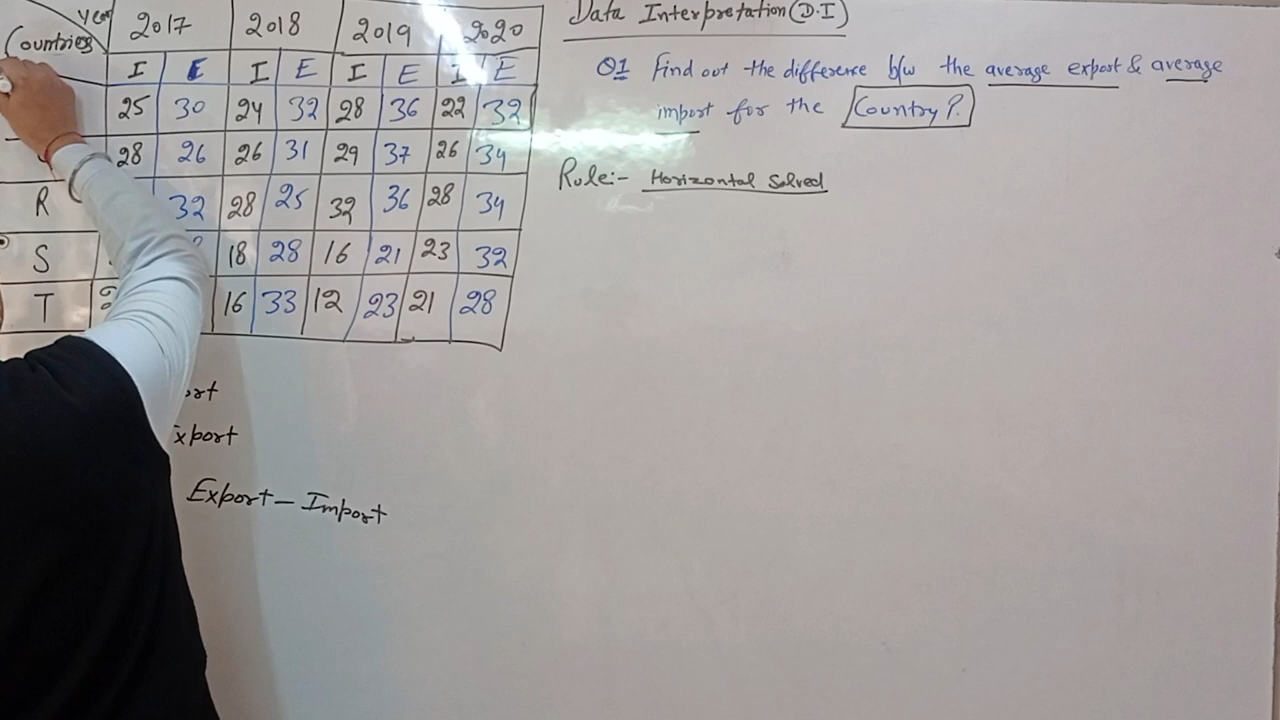 Year 2017 2018 2019 2020
Countries
I E I E I E I E
25 30 24 32 28 36 22 32
28 26 26 31 29 37 26 34
R 32 28 25 32 36 28 34
S 18 28 16 21 23 32
T 16 33 12 23 21 28
Export - Import
Data Interpretation (D.I)
Q1 Find out the difference b/w the average export & average
import for the Country?
Rule:- Horizontal Solved